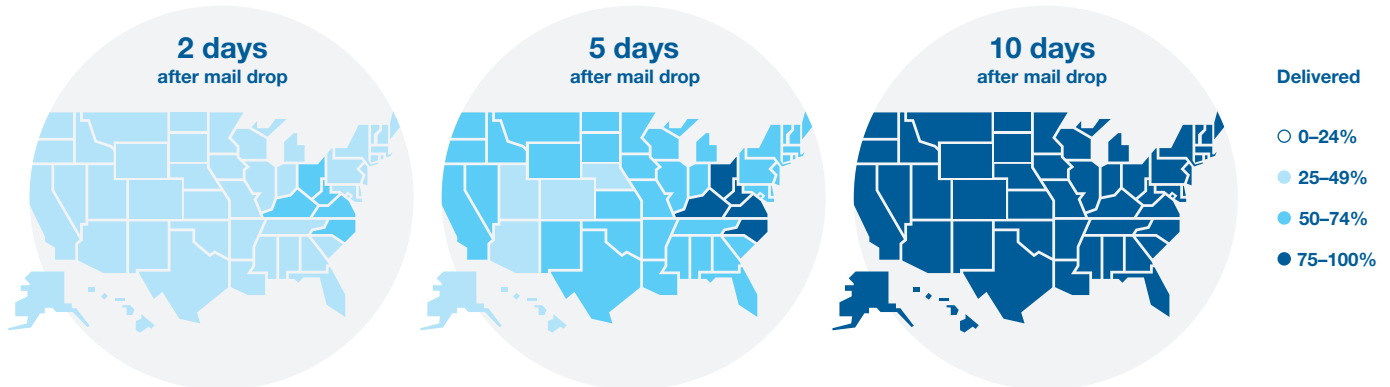 2 days
after mail drop
5 days
after mail drop
10 days
after mail drop
Delivered
0–24%
25–49%
50–74%
75–100%